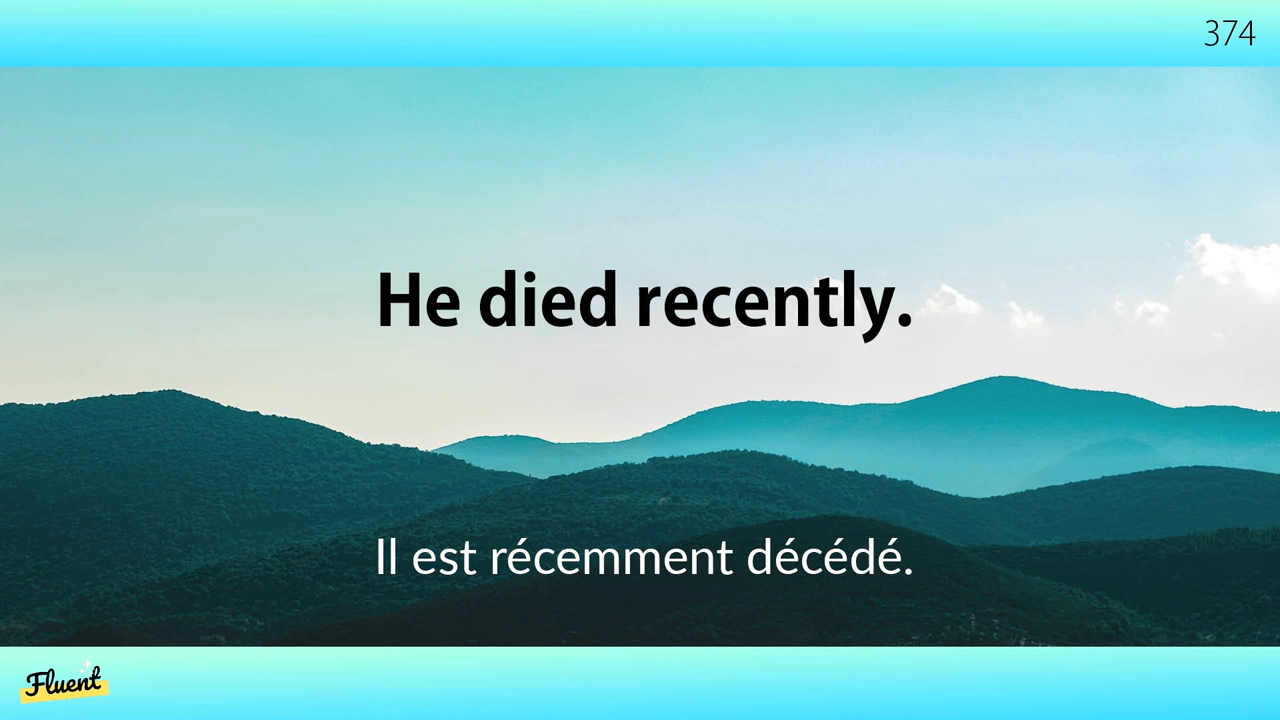 374
He died recently.
Il est récemment décédé.
Fluent